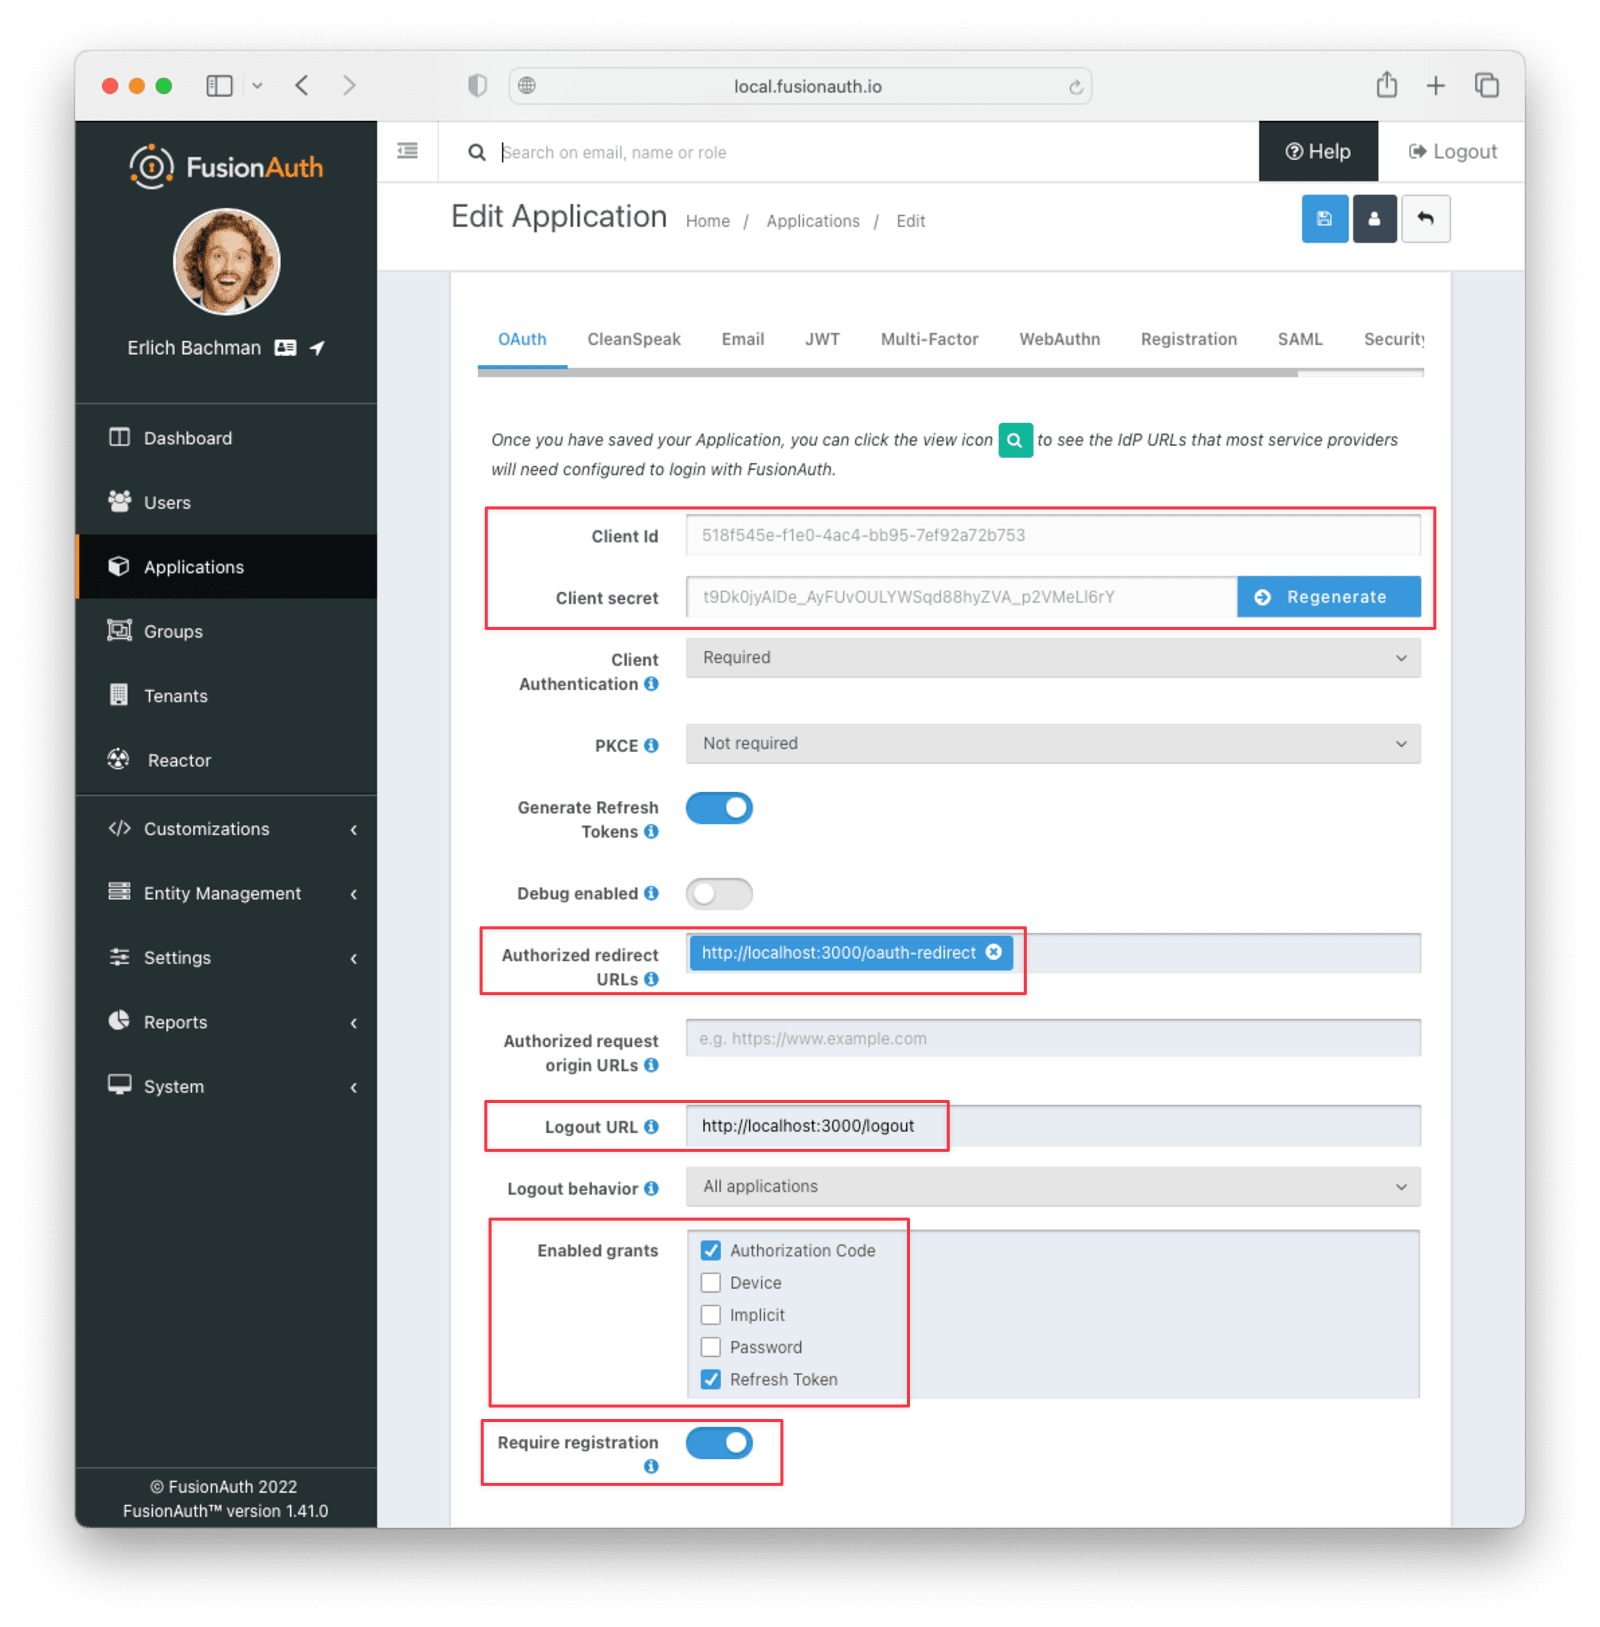 local.fusionauth.io
FusionAuth
Search on email, name or role
Help
Logout
Edit Application
Home / Applications / Edit
Erlich Bachman
Dashboard
Users
Applications
Groups
Tenants
Reactor
Customizations
Entity Management
Settings
Reports
System
© FusionAuth 2022
FusionAuth™ version 1.41.0
OAuth CleanSpeak Email JWT Multi-Factor WebAuthn Registration SAML Security
Once you have saved your Application, you can click the view icon to see the IdP URLs that most service providers
will need configured to login with FusionAuth.
Client Id
518f545e-f1e0-4ac4-bb95-7ef92a72b753
Client secret
t9Dk0jyAlDe_AyFUvOULYWSqd88hyZVA_p2VMeLl6rY
Regenerate
Client
Authentication
Required
PKCE
Not required
Generate Refresh
Tokens
Debug enabled
Authorized redirect
URLs
http://localhost:3000/oauth-redirect
Authorized request
origin URLs
e.g. https://www.example.com
Logout URL
http://localhost:3000/logout
Logout behavior
All applications
Enabled grants
Authorization Code
Device
Implicit
Password
Refresh Token
Require registration